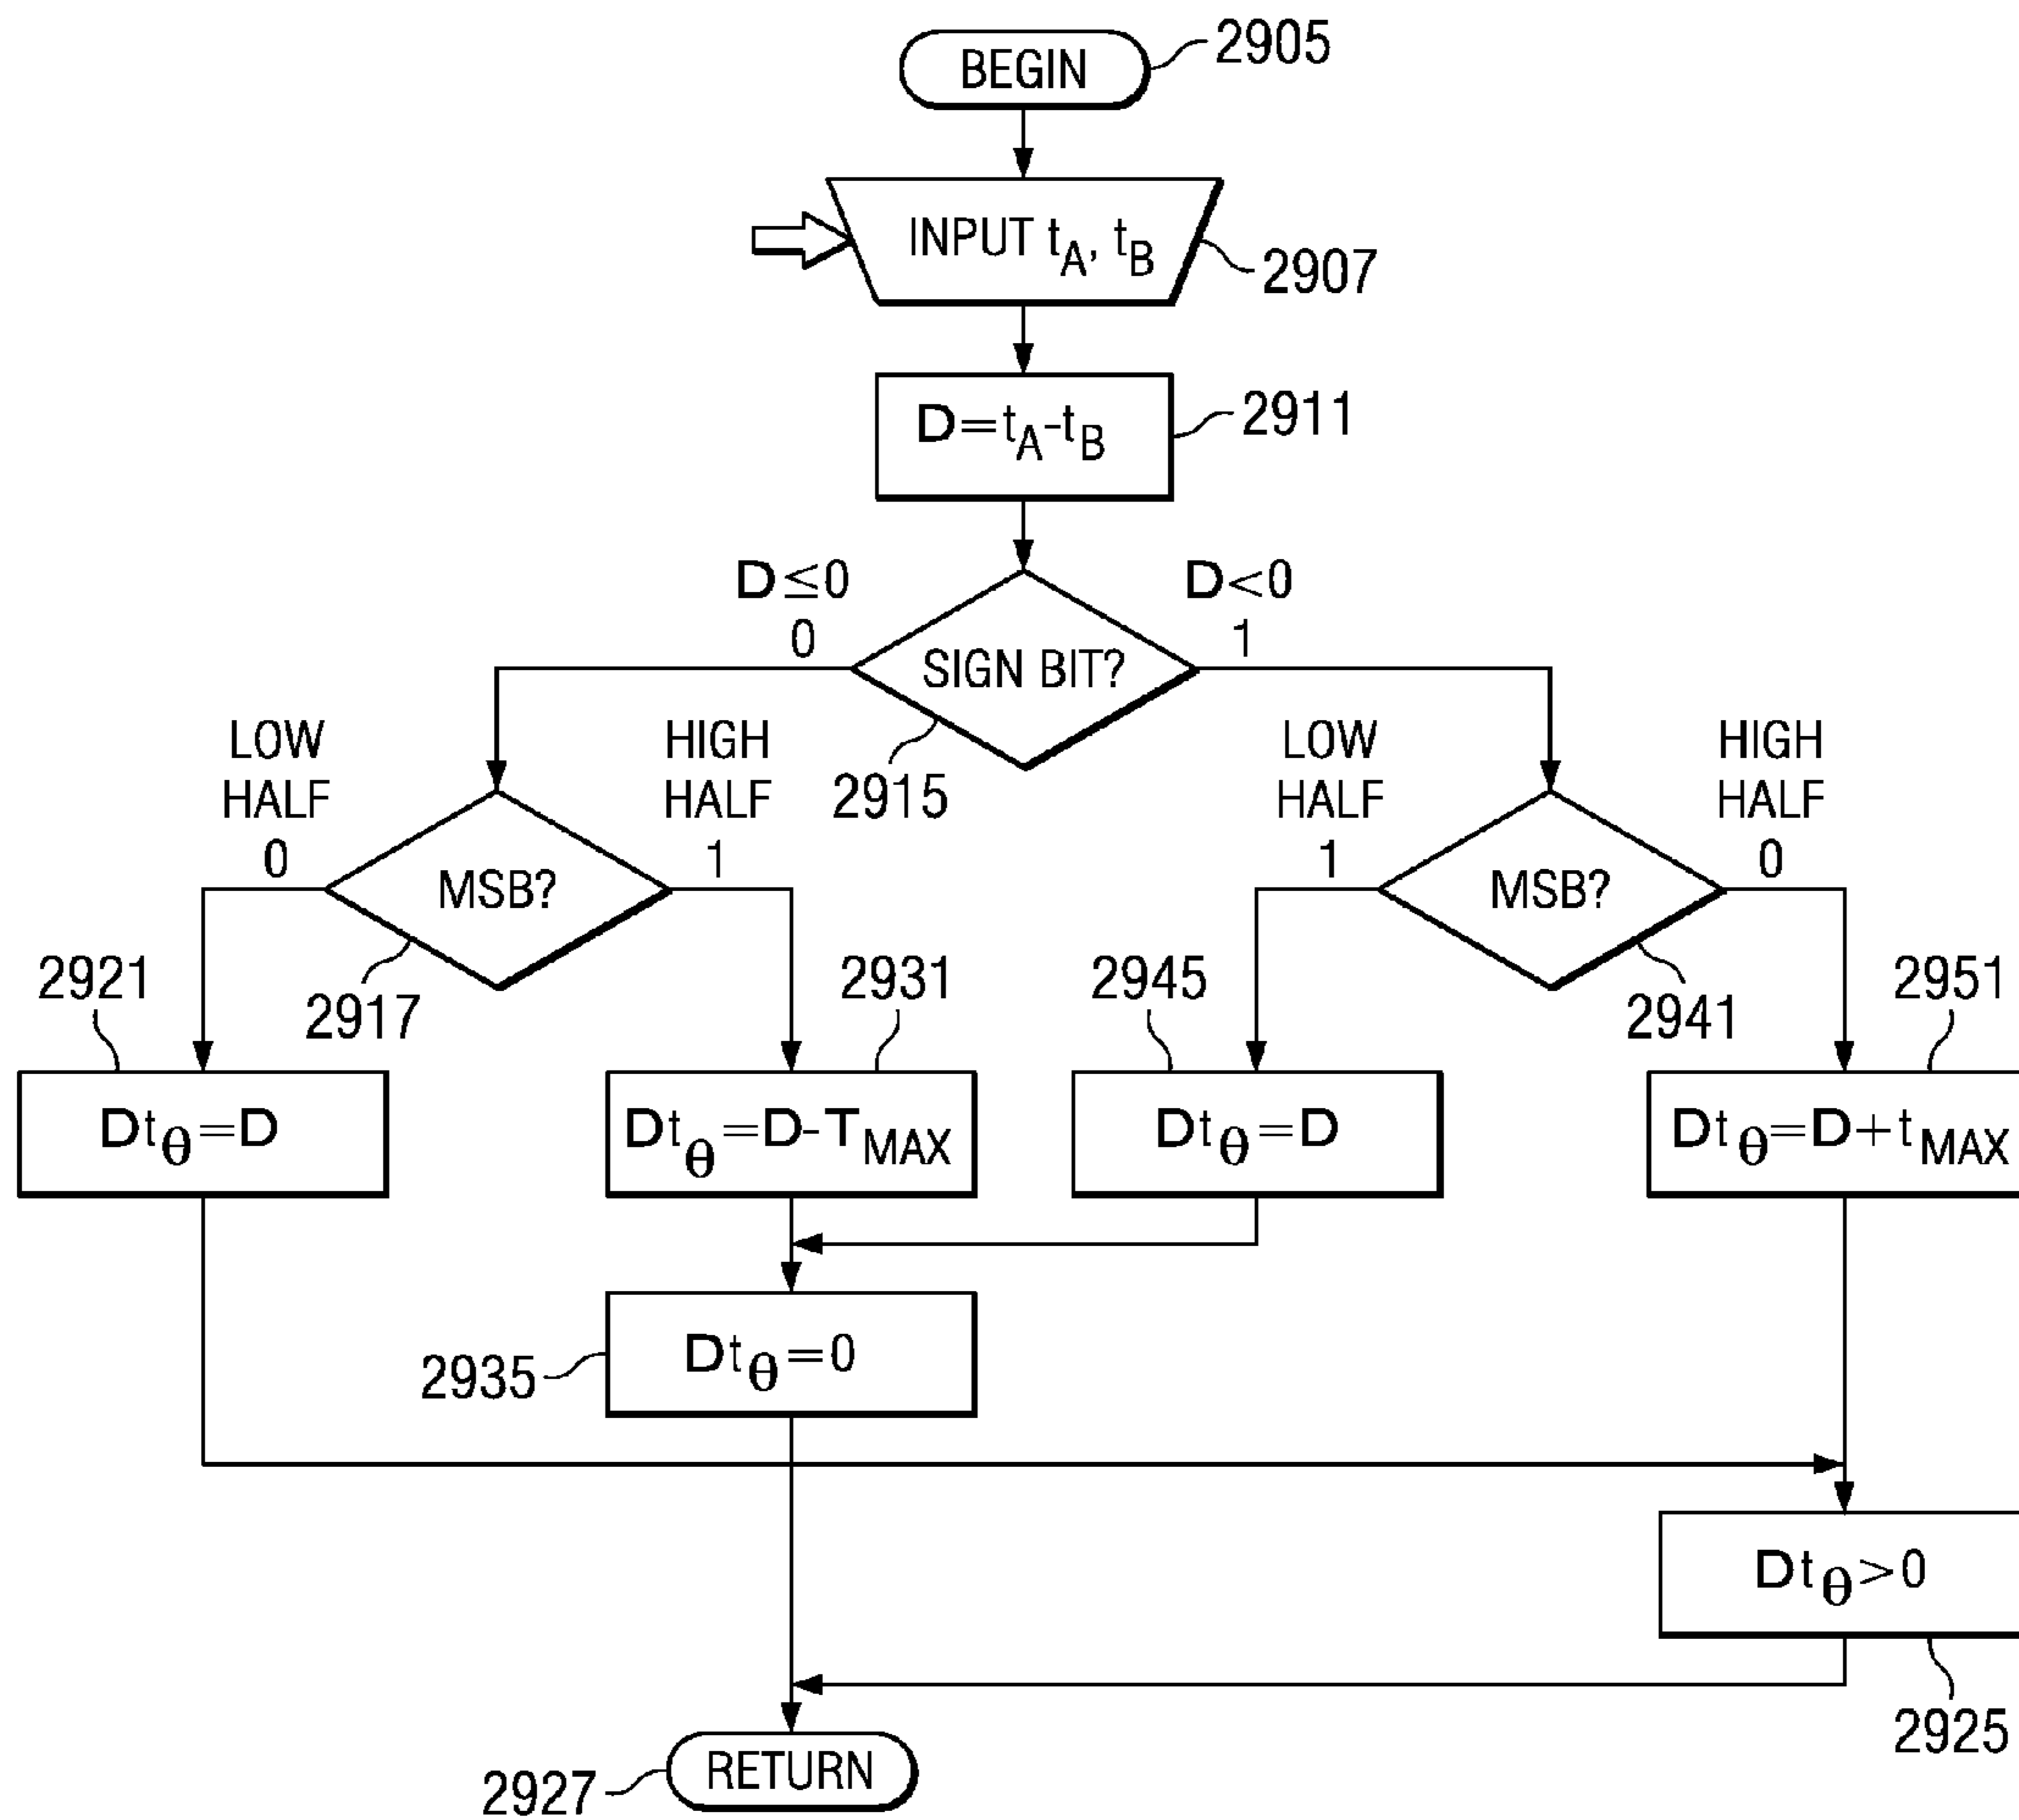 BEGIN
2905
INPUT tA, tB
2907
D=tA-tB
2911
D≤0
0
D<0
1
SIGN BIT?
2915
LOW
HALF
0
HIGH
HALF
1
MSB?
2917
LOW
HALF
1
HIGH
HALF
0
MSB?
2941
2921
Dtθ=D
2931
Dtθ=D-TMAX
2945
Dtθ=D
2951
Dtθ=D+tMAX
2935
Dtθ=0
Dtθ>0
2925
2927
RETURN